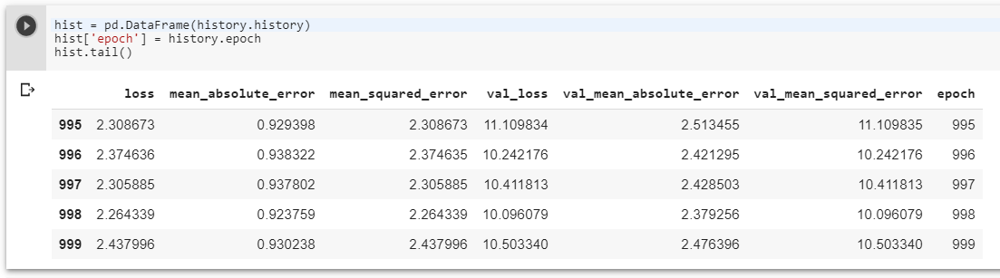 hist = pd.DataFrame(history.history)
hist['epoch'] = history.epoch
hist.tail()
loss mean_absolute_error mean_squared_error val_loss val_mean_absolute_error val_mean_squared_error epoch
995 2.308673 0.929398 2.308673 11.109834 2.513455 11.109835 995
996 2.374636 0.938322 2.374635 10.242176 2.421295 10.242176 996
997 2.305885 0.937802 2.305885 10.411813 2.428503 10.411813 997
998 2.264339 0.923759 2.264339 10.096079 2.379256 10.096079 998
999 2.437996 0.930238 2.437996 10.503340 2.476396 10.503340 999